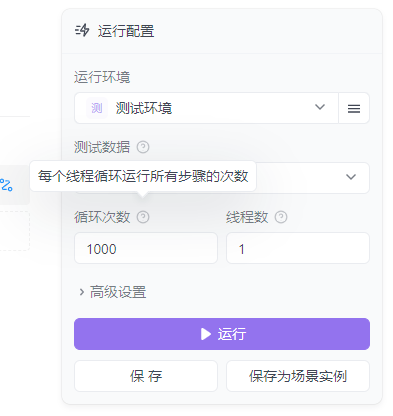 运行配置
运行环境
测 测试环境
测试数据
每个线程循环运行所有步骤的次数
循环次数 线程数
1000 1
高级设置
运行
保 存 保存为场景实例